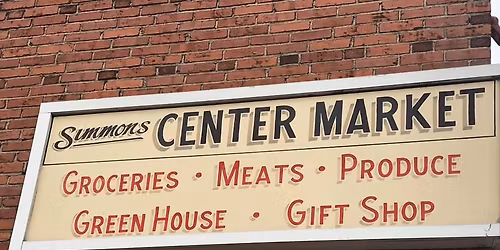 Simmons CENTER MARKET
GROCERIES · MEATS · PRODUCE
GREEN HOUSE · GIFT SHOP